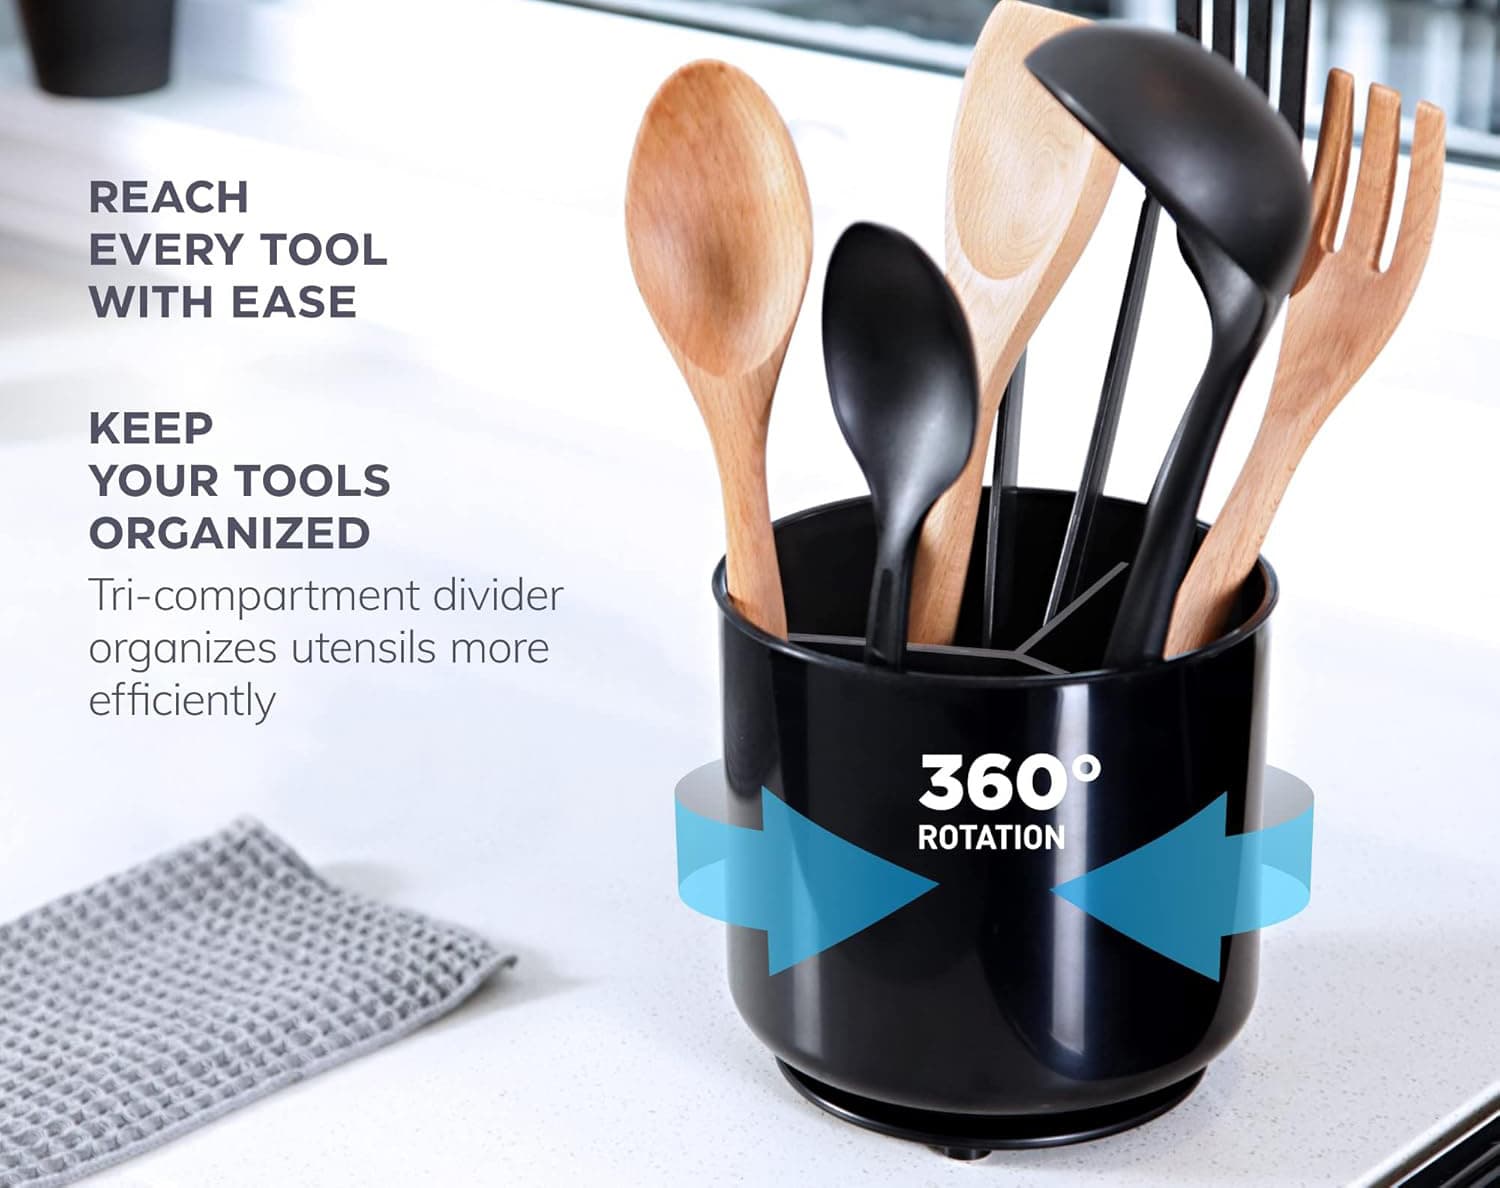 REACH
EVERY TOOL
WITH EASE
KEEP
YOUR TOOLS
ORGANIZED
Tri-compartment divider
organizes utensils more
efficiently
360°
ROTATION